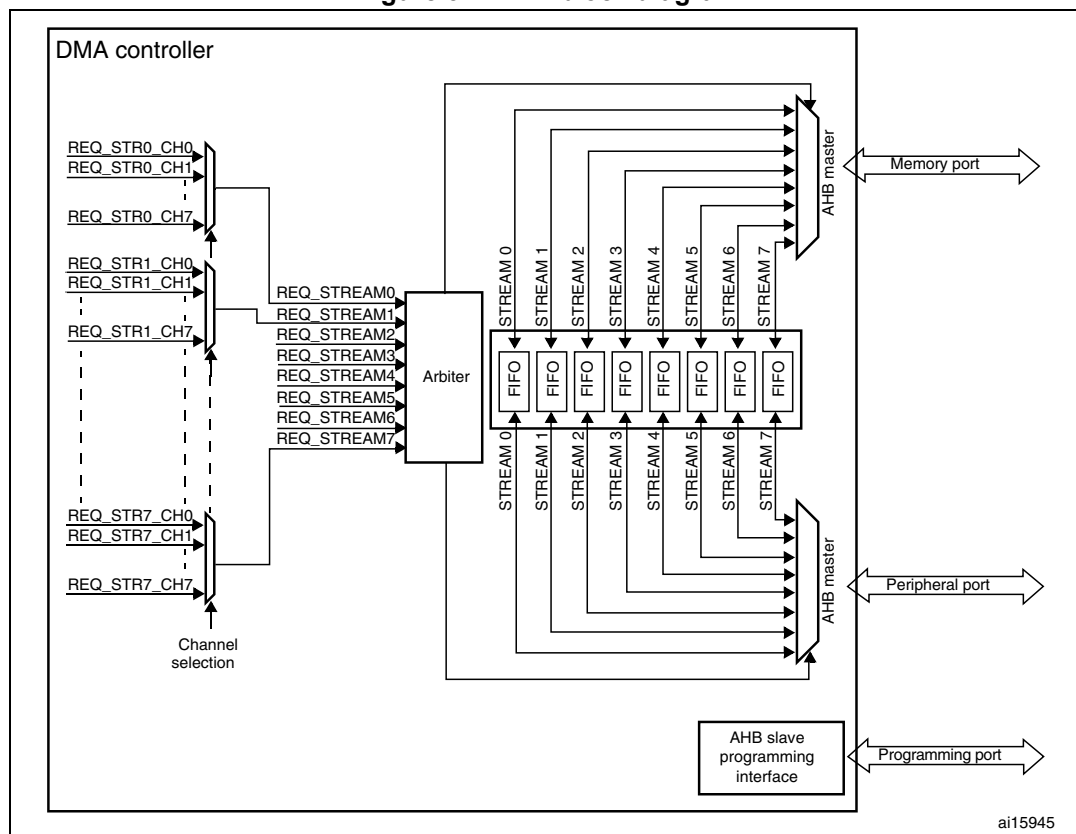 DMA controller
REQ_STR0_CH0
REQ_STR0_CH1
REQ_STR0_CH7
REQ_STR1_CH0
REQ_STR1_CH1
REQ_STR1_CH7
REQ_STR7_CH0
REQ_STR7_CH1
REQ_STR7_CH7
Channel
selection
REQ_STREAM0
REQ_STREAM1
REQ_STREAM2
REQ_STREAM3
REQ_STREAM4
REQ_STREAM5
REQ_STREAM6
REQ_STREAM7
Arbiter
STREAM 0
STREAM 1
STREAM 2
STREAM 3
STREAM 4
STREAM 5
STREAM 6
STREAM 7
FIFO
FIFO
FIFO
FIFO
FIFO
FIFO
FIFO
FIFO
STREAM 0
STREAM 1
STREAM 2
STREAM 3
STREAM 4
STREAM 5
STREAM 6
STREAM 7
AHB master
Memory port
AHB master
Peripheral port
AHB slave
programming
interface
Programming port
ai15945